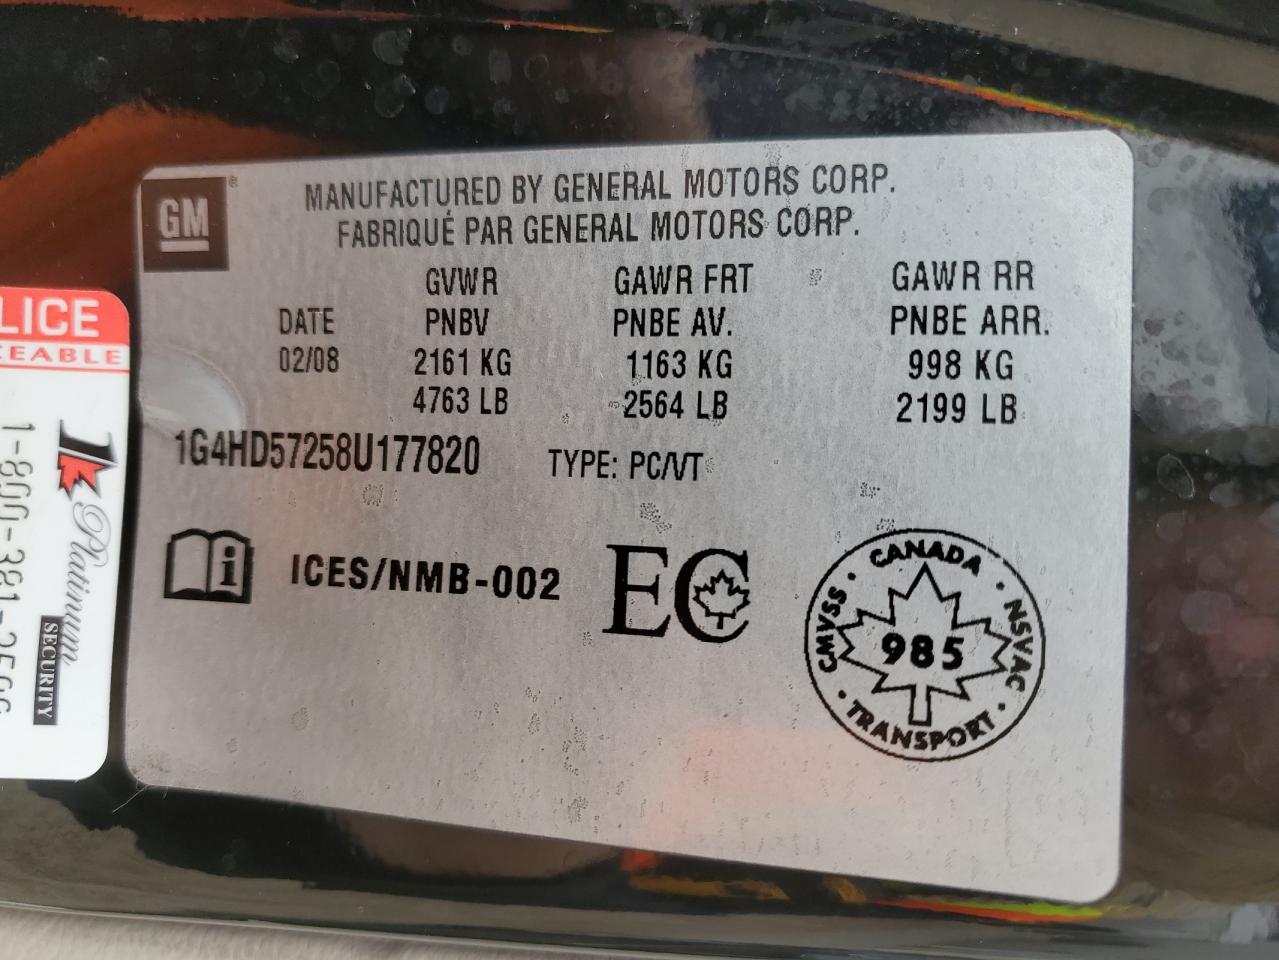 GM
MANUFACTURED BY GENERAL MOTORS CORP.
FABRIQUÉ PAR GENERAL MOTORS CORP.
GVWR GAWR FRT GAWR RR
DATE PNBV PNBE AV. PNBE ARR.
02/08 2161 KG 1163 KG 998 KG
4763 LB 2564 LB 2199 LB
1G4HD57258U177820 TYPE: PC/VT
i ICES/NMB-002 EC
CANADA
CMVSS · NSVAC
985
TRANSPORT
LICE
CEABLE
1K Platinum
SECURITY